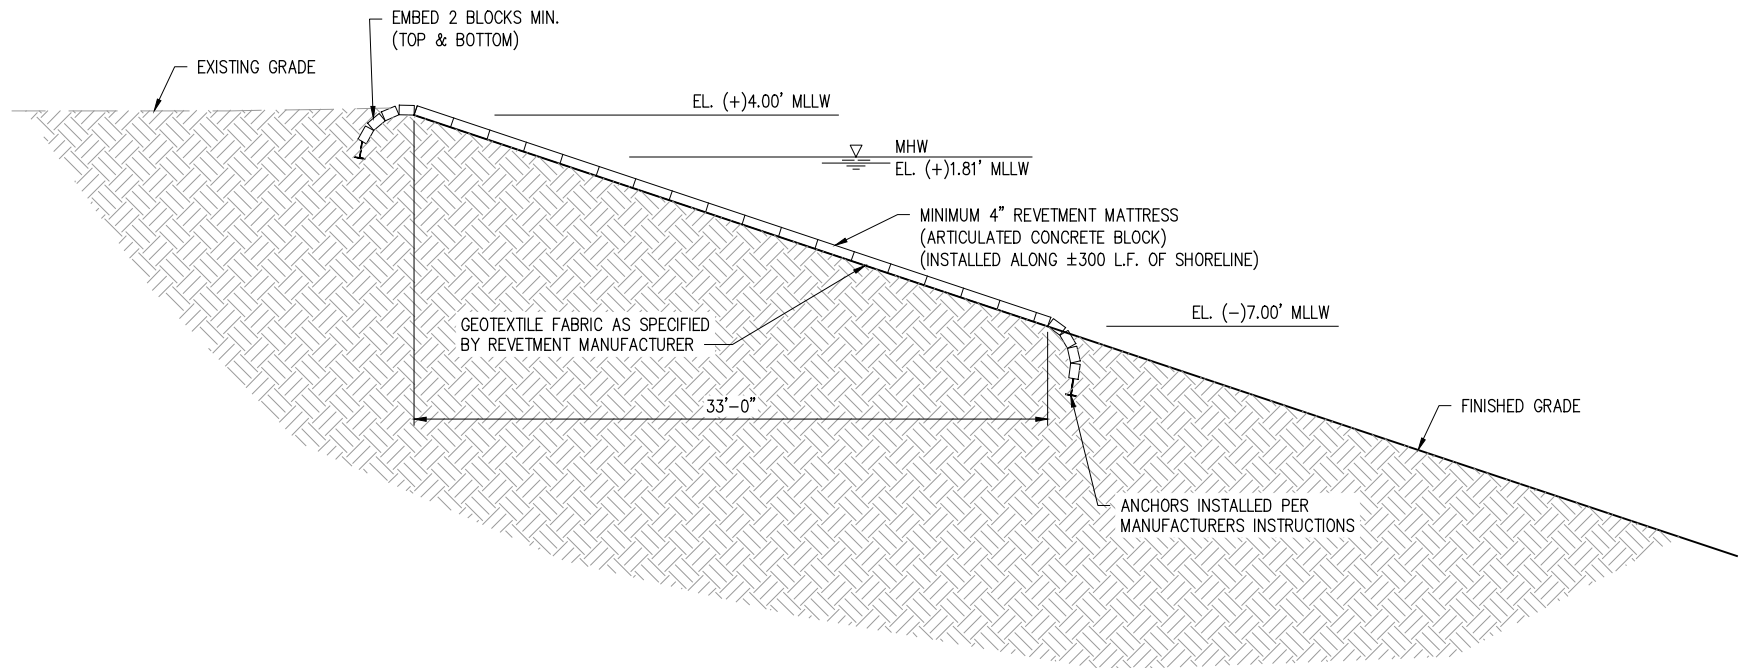 EMBED 2 BLOCKS MIN.
(TOP & BOTTOM)
EXISTING GRADE
EL. (+)4.00' MLLW
MHW
EL. (+)1.81' MLLW
MINIMUM 4" REVETMENT MATTRESS
(ARTICULATED CONCRETE BLOCK)
(INSTALLED ALONG ±300 L.F. OF SHORELINE)
EL. (-)7.00' MLLW
GEOTEXTILE FABRIC AS SPECIFIED
BY REVETMENT MANUFACTURER
33'-0"
FINISHED GRADE
ANCHORS INSTALLED PER
MANUFACTURERS INSTRUCTIONS